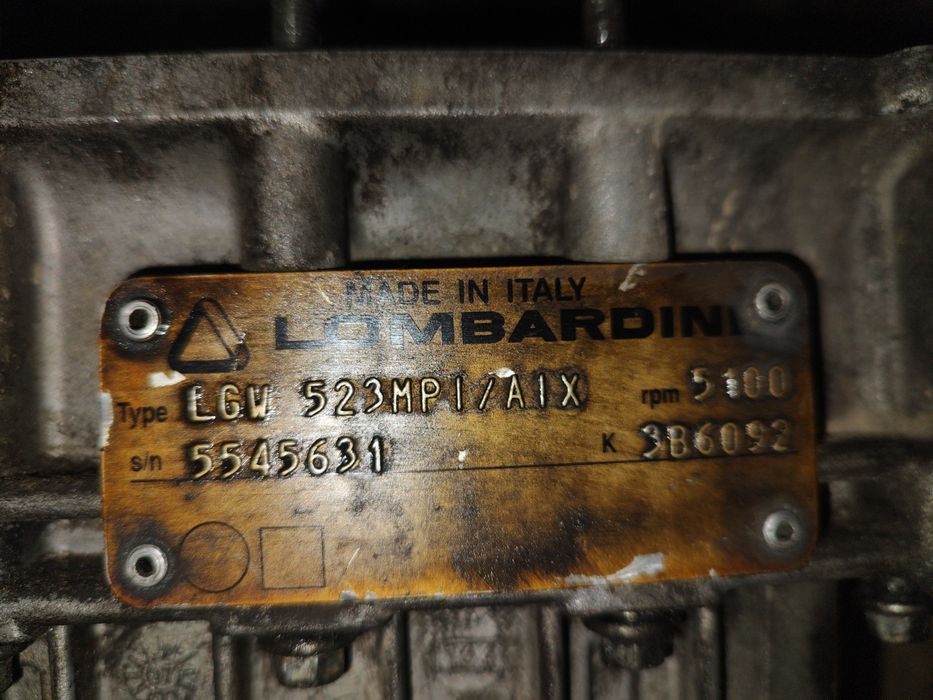 MADE IN ITALY
LOMBARDINI
Type LGW 523MPI/AIX rpm 5100
s/n 5545631 K 3B6092